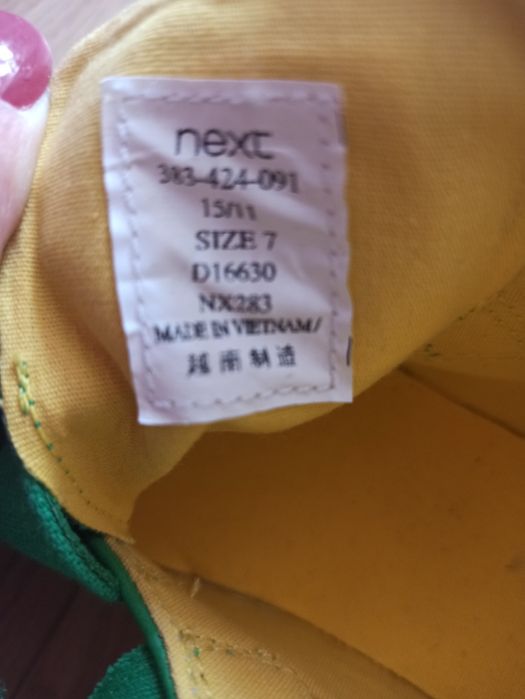 next
383-424-091
15/11
SIZE 7
D16630
NX283
MADE IN VIETNAM /
越南制造